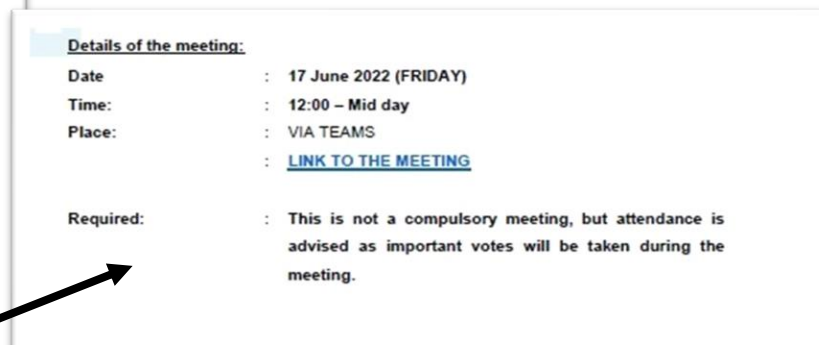 Details of the meeting:
Date : 17 June 2022 (FRIDAY)
Time: : 12:00 – Mid day
Place: : VIA TEAMS
: LINK TO THE MEETING
Required: : This is not a compulsory meeting, but attendance is
advised as important votes will be taken during the
meeting.